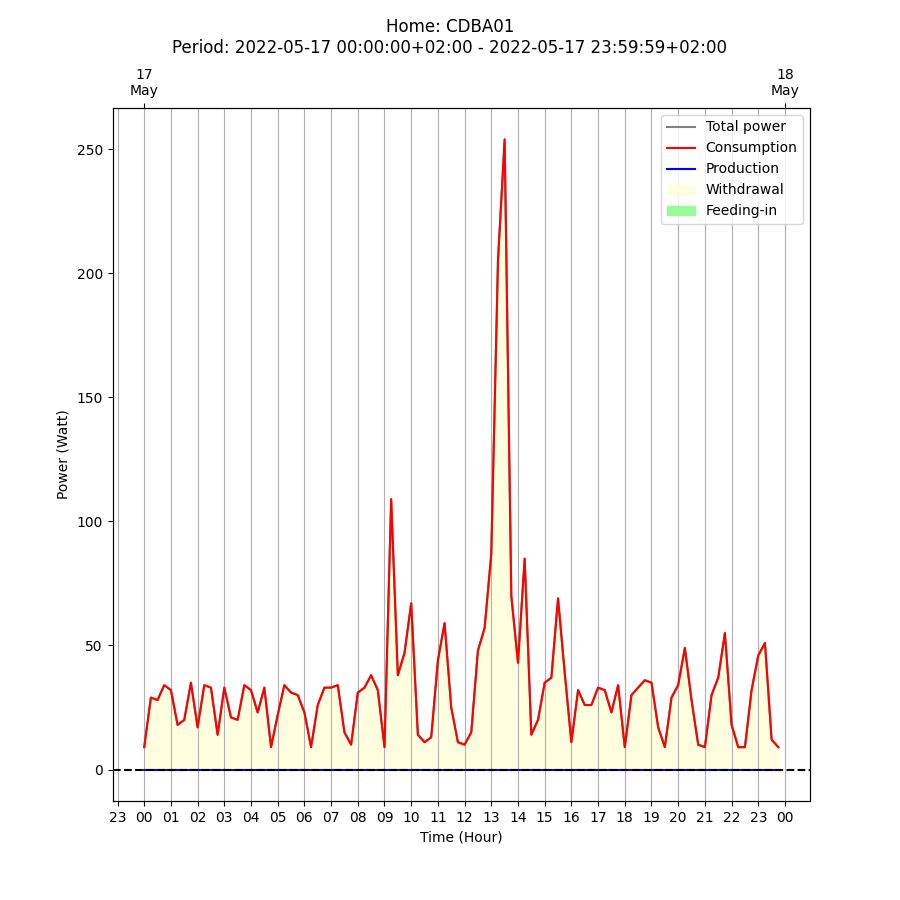 Home: CDBA01
Period: 2022-05-17 00:00:00+02:00 - 2022-05-17 23:59:59+02:00
17 18
May May
Total power
Consumption
Production
Withdrawal
Feeding-in
250
200
150
100
50
0
Power (Watt)
23 00 01 02 03 04 05 06 07 08 09 10 11 12 13 14 15 16 17 18 19 20 21 22 23 00
Time (Hour)